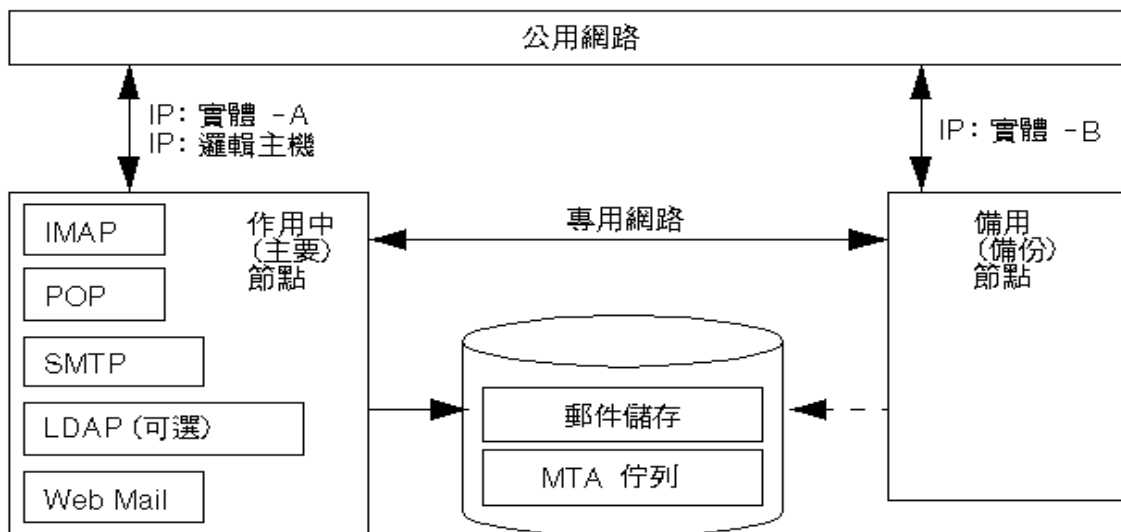 公用網路
IP: 實體 -A
IP: 邏輯主機
IP: 實體 -B
IMAP
POP
SMTP
LDAP (可選)
Web Mail
作用中
(主要)
節點
專用網路
備用
(備份)
節點
郵件儲存
MTA 佇列